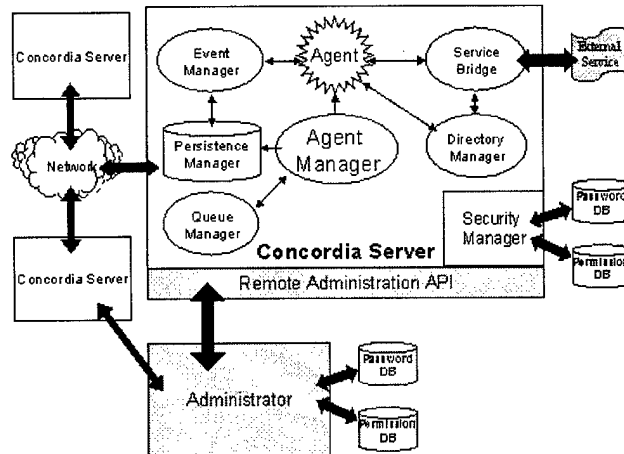 Concordia Server
Event
Manager
Agent
Service
Bridge
External
Service
Network
Persistence
Manager
Agent
Manager
Directory
Manager
Queue
Manager
Security
Manager
Password
DB
Concordia Server
Permission
DB
Concordia Server
Remote Administration API
Administrator
Password
DB
Permission
DB